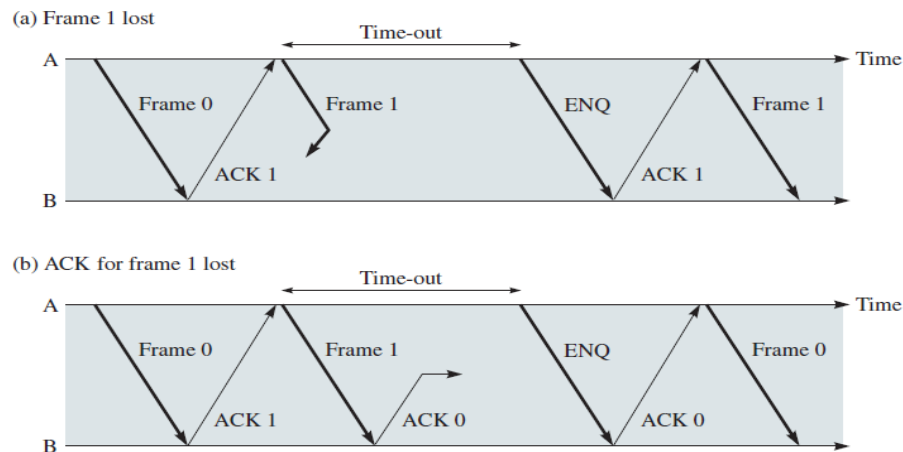 (a) Frame 1 lost
Time-out
A
Time
Frame 0
Frame 1
ENQ
Frame 1
ACK 1
ACK 1
B
(b) ACK for frame 1 lost
Time-out
A
Time
Frame 0
Frame 1
ENQ
Frame 0
ACK 1
ACK 0
ACK 0
B